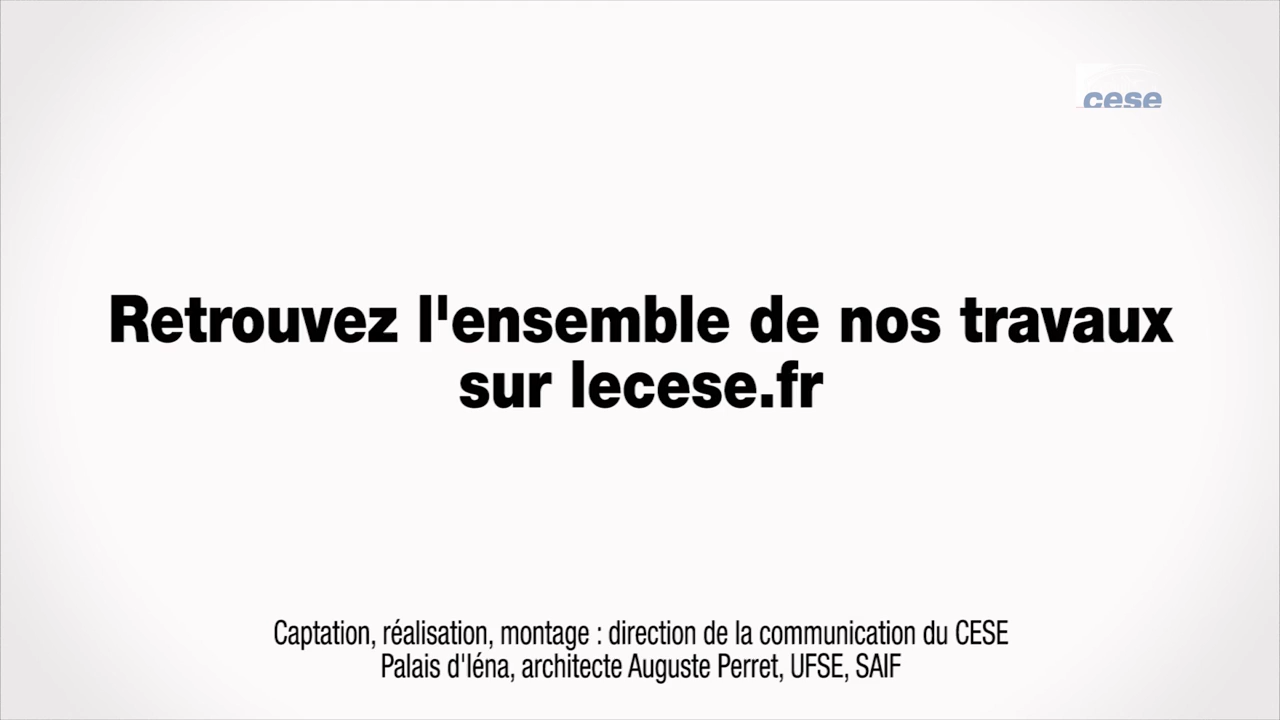 cese
Retrouvez l'ensemble de nos travaux
sur lecese.fr
Captation, réalisation, montage : direction de la communication du CESE
Palais d'Iéna, architecte Auguste Perret, UFSE, SAIF